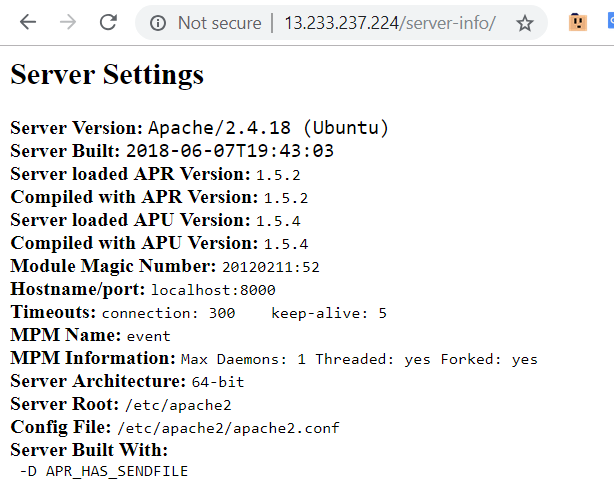 Not secure | 13.233.237.224/server-info/
Server Settings
Server Version: Apache/2.4.18 (Ubuntu)
Server Built: 2018-06-07T19:43:03
Server loaded APR Version: 1.5.2
Compiled with APR Version: 1.5.2
Server loaded APU Version: 1.5.4
Compiled with APU Version: 1.5.4
Module Magic Number: 20120211:52
Hostname/port: localhost:8000
Timeouts: connection: 300    keep-alive: 5
MPM Name: event
MPM Information: Max Daemons: 1 Threaded: yes Forked: yes
Server Architecture: 64-bit
Server Root: /etc/apache2
Config File: /etc/apache2/apache2.conf
Server Built With:
-D APR_HAS_SENDFILE